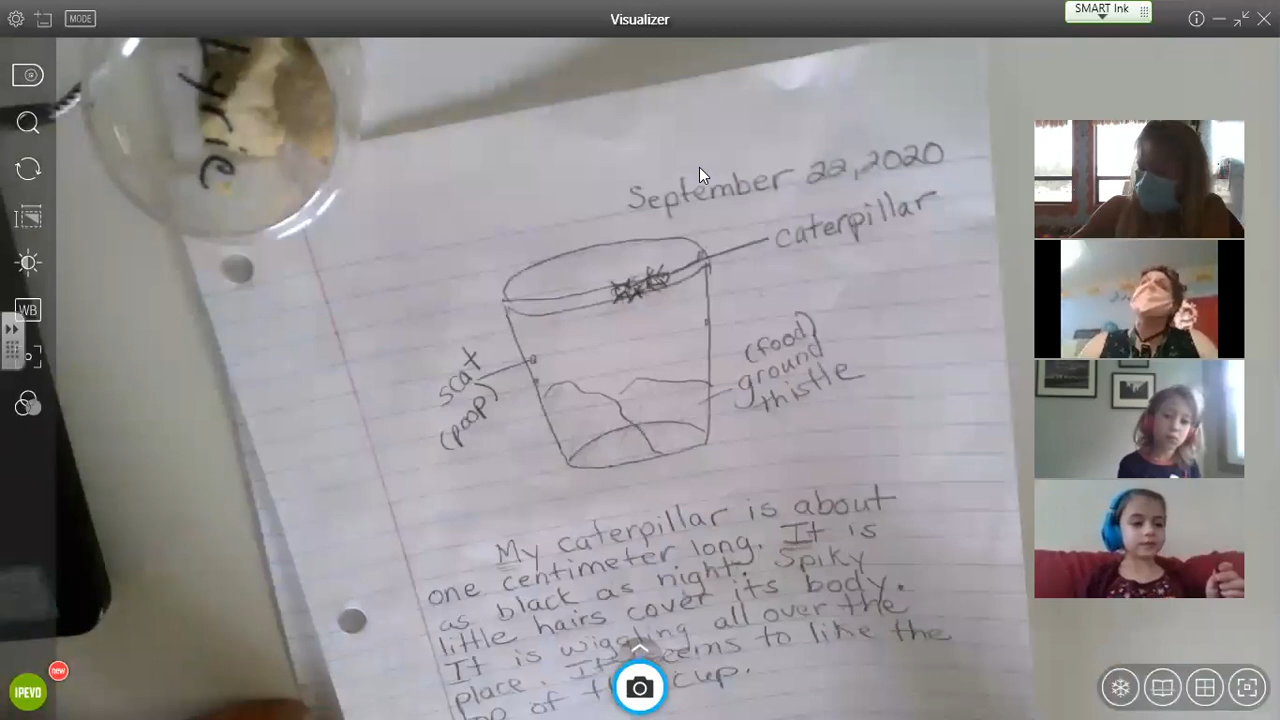 Visualizer
SMART Ink
MODE
WB
new
IPEVO
September 22, 2020
caterpillar
scat
(poop)
(food)
ground
thistle
My caterpillar is about
one centimeter long. It is
as black as night. Spiky
little hairs cover its body.
It is wiggling all over the
place. It seems to like the
of the cup.